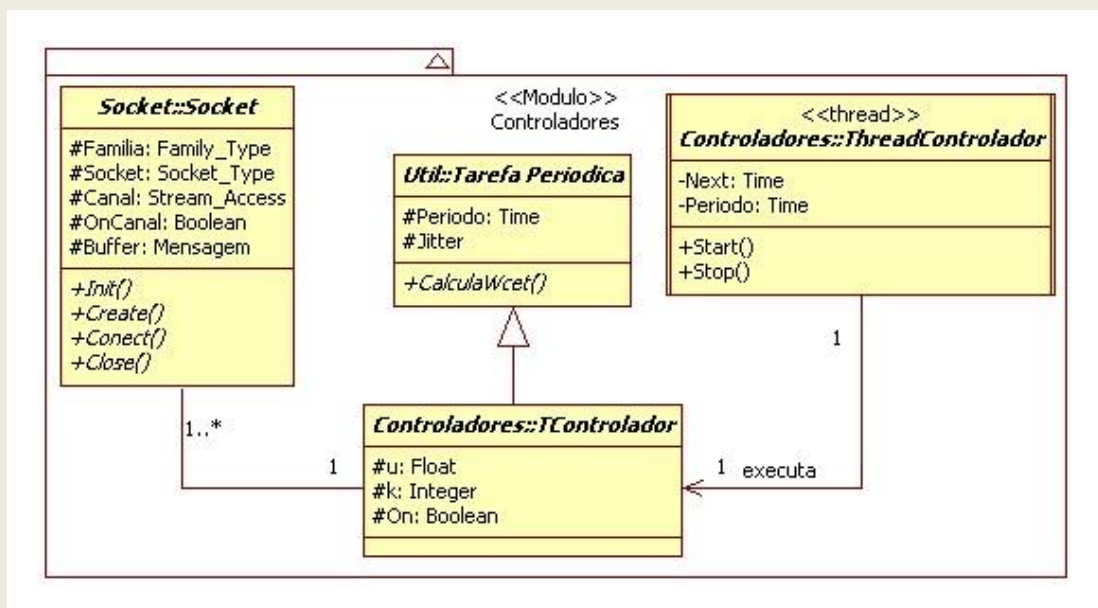 Socket::Socket
#Familia: Family_Type
#Socket: Socket_Type
#Canal: Stream_Access
#OnCanal: Boolean
#Buffer: Mensagem
+Init()
+Create()
+Conect()
+Close()
<<Modulo>>
Controladores
Util::Tarefa Periodica
#Periodo: Time
#Jitter
+CalculaWcet()
<<thread>>
Controladores::ThreadControlador
-Next: Time
-Periodo: Time
+Start()
+Stop()
1
1..*
1
Controladores::TControlador
#u: Float
#k: Integer
#On: Boolean
1 executa